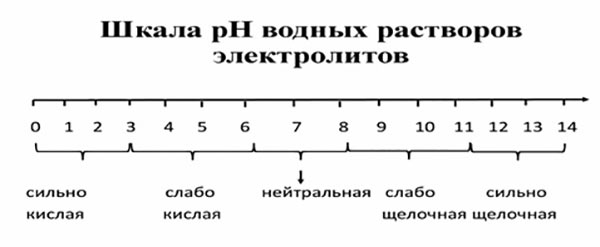 Шкала pH водных растворов
электролитов
0 1 2 3 4 5 6 7 8 9 10 11 12 13 14
сильно слабо нейтральная слабо сильно
кислая кислая щелочная щелочная